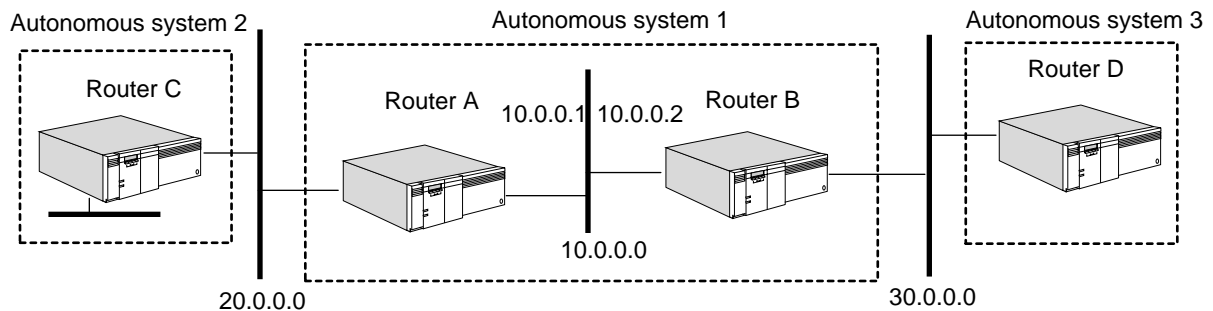 Autonomous system 2
Autonomous system 1
Autonomous system 3
Router C
Router A
10.0.0.1
10.0.0.2
Router B
Router D
10.0.0.0
20.0.0.0
30.0.0.0